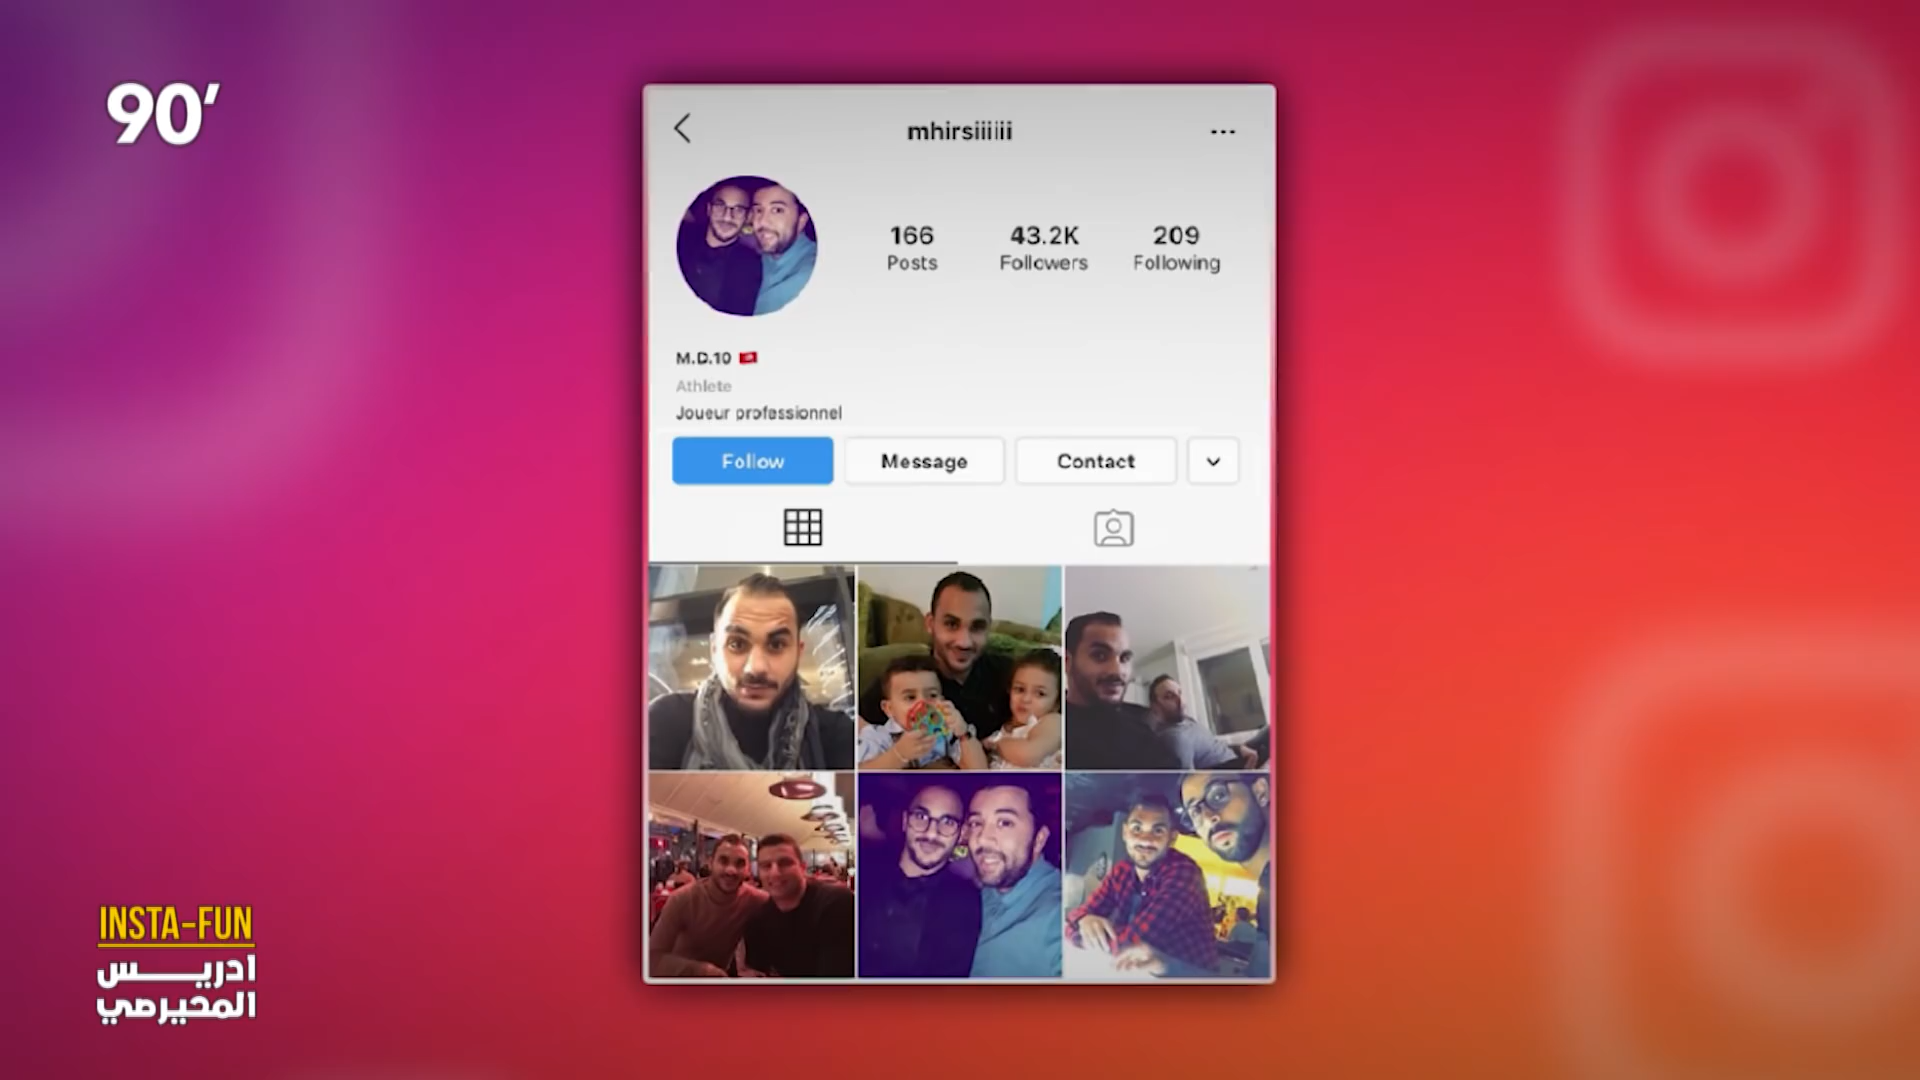 90'
mhirsiiiiii
166
Posts
43.2K
Followers
209
Following
M.D.10
Athlete
Joueur professionnel
Follow
Message
Contact
INSTA-FUN
ادريـــس
المحيرصي